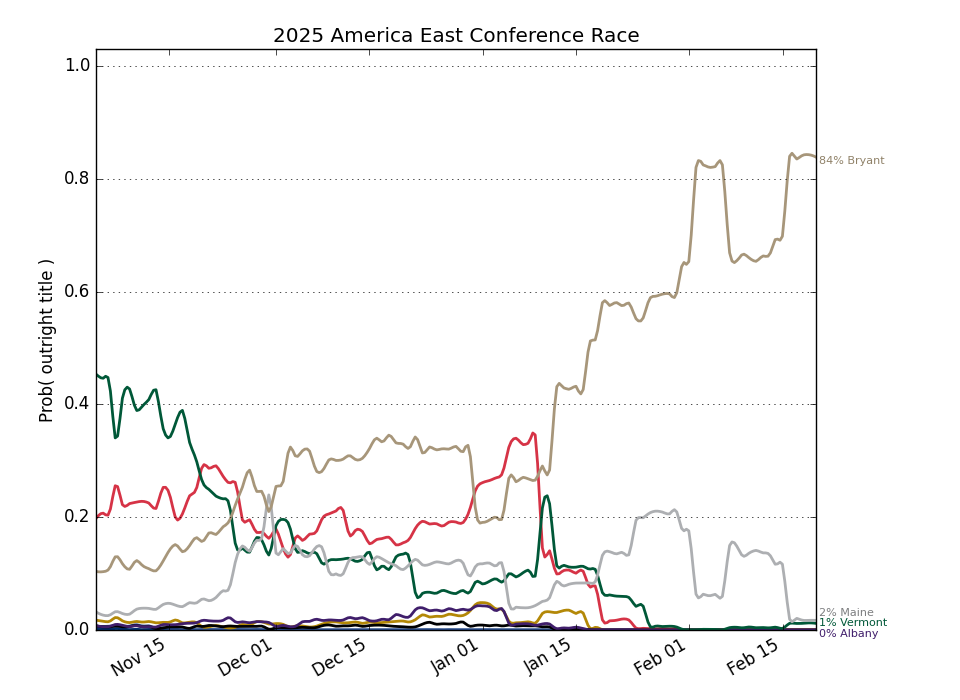 2025 America East Conference Race
Prob( outright title )
1.0
0.8
0.6
0.4
0.2
0.0
Nov 15
Dec 01
Dec 15
Jan 01
Jan 15
Feb 01
Feb 15
84% Bryant
2% Maine
1% Vermont
0% Albany